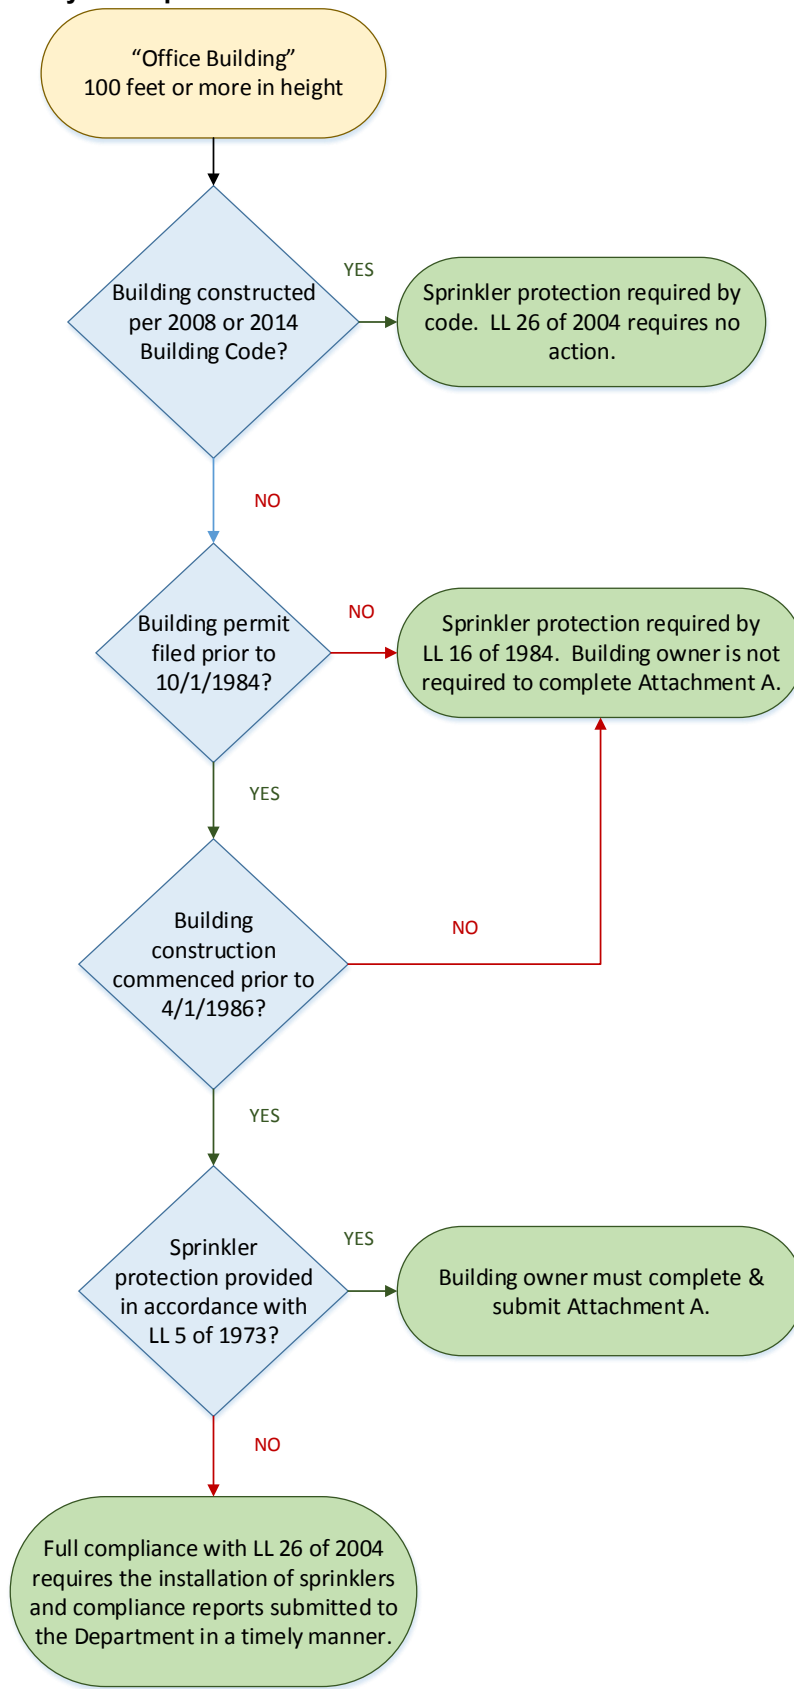 “Office Building”
100 feet or more in height
YES
Building constructed
per 2008 or 2014
Building Code?
Sprinkler protection required by
code.  LL 26 of 2004 requires no
action.
NO
Building permit
filed prior to
10/1/1984?
NO
Sprinkler protection required by
LL 16 of 1984.  Building owner is not
required to complete Attachment A.
YES
Building
construction
commenced prior to
4/1/1986?
NO
YES
Sprinkler
protection provided
in accordance with
LL 5 of 1973?
YES
Building owner must complete &
submit Attachment A.
NO
Full compliance with LL 26 of 2004
requires the installation of sprinklers
and compliance reports submitted to
the Department in a timely manner.